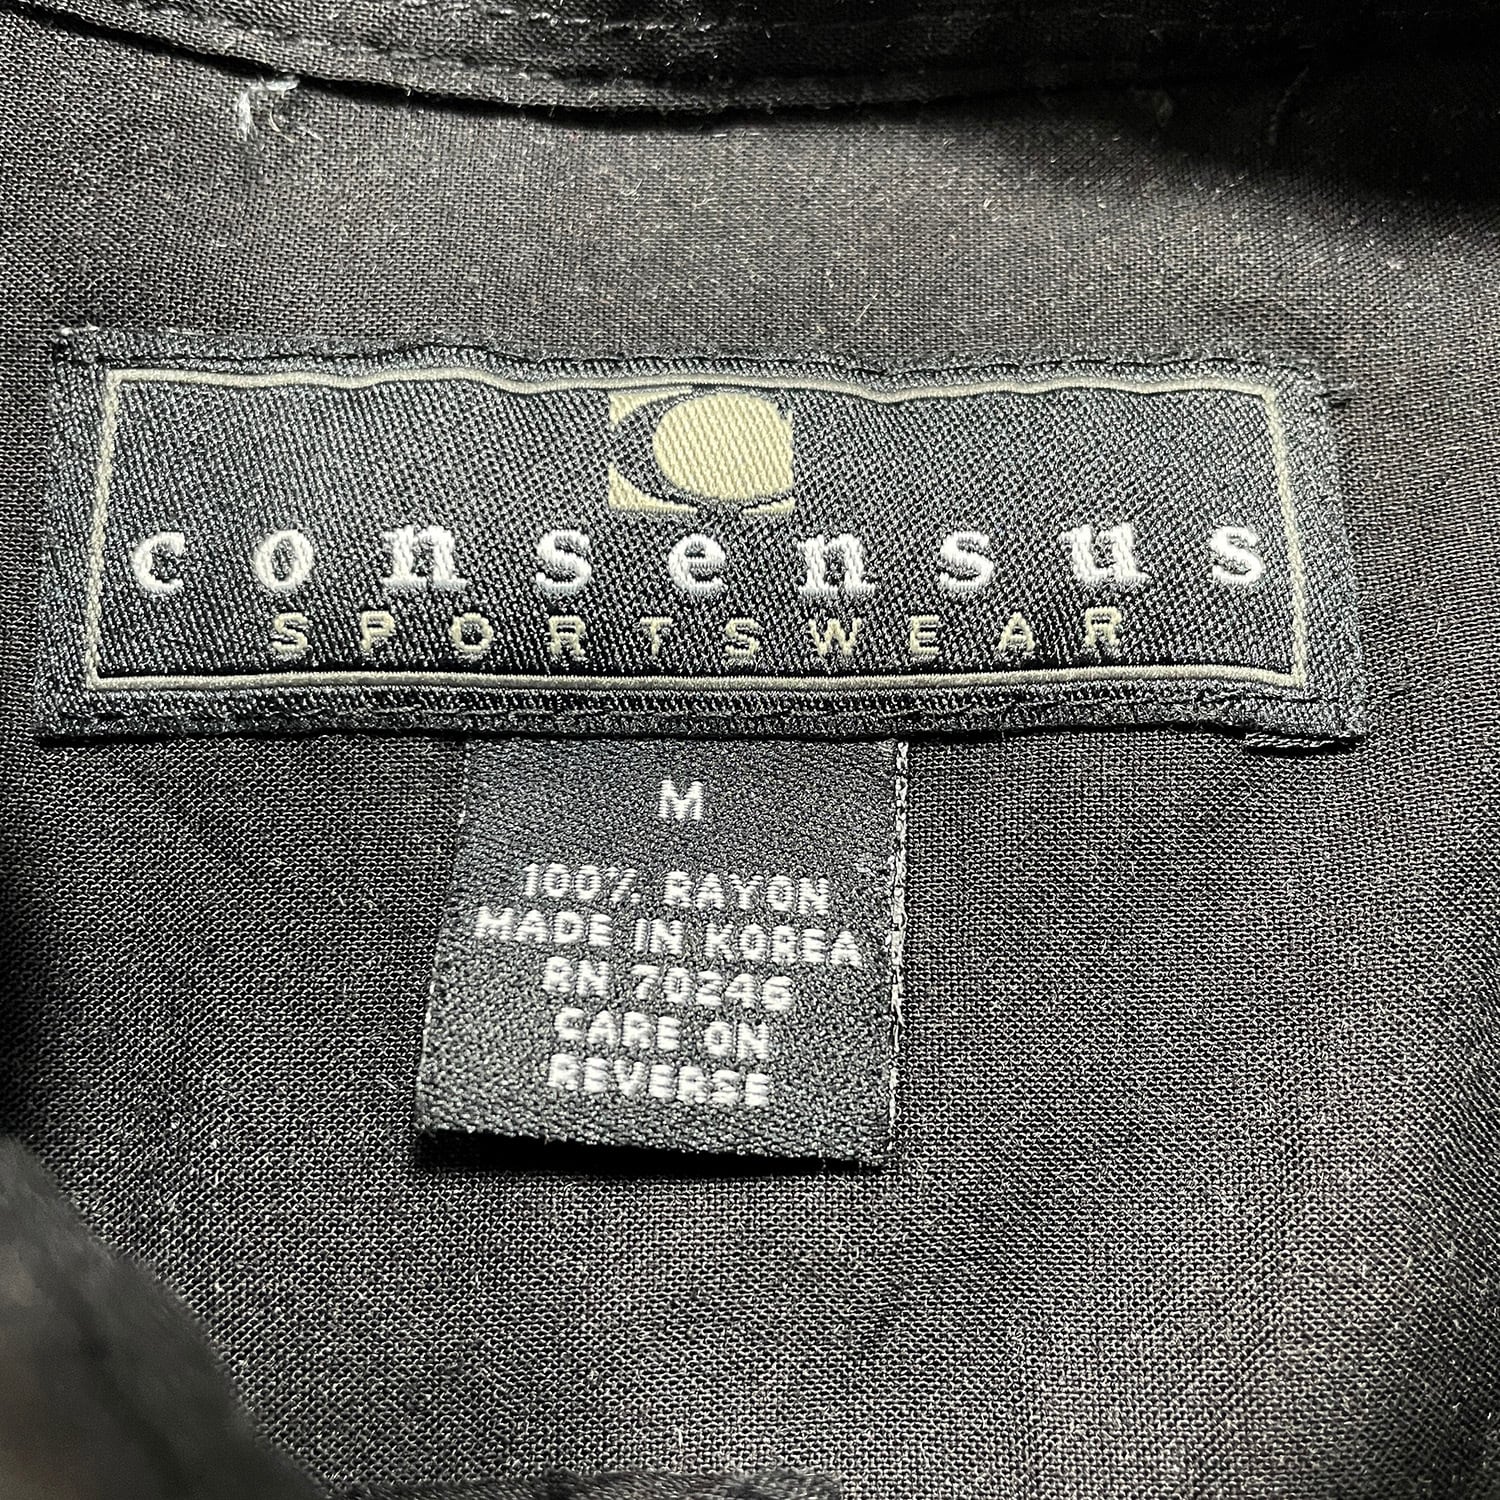 consensus
SPORTSWEAR
M
100% RAYON
MADE IN KOREA
RN 70246
CARE ON
REVERSE